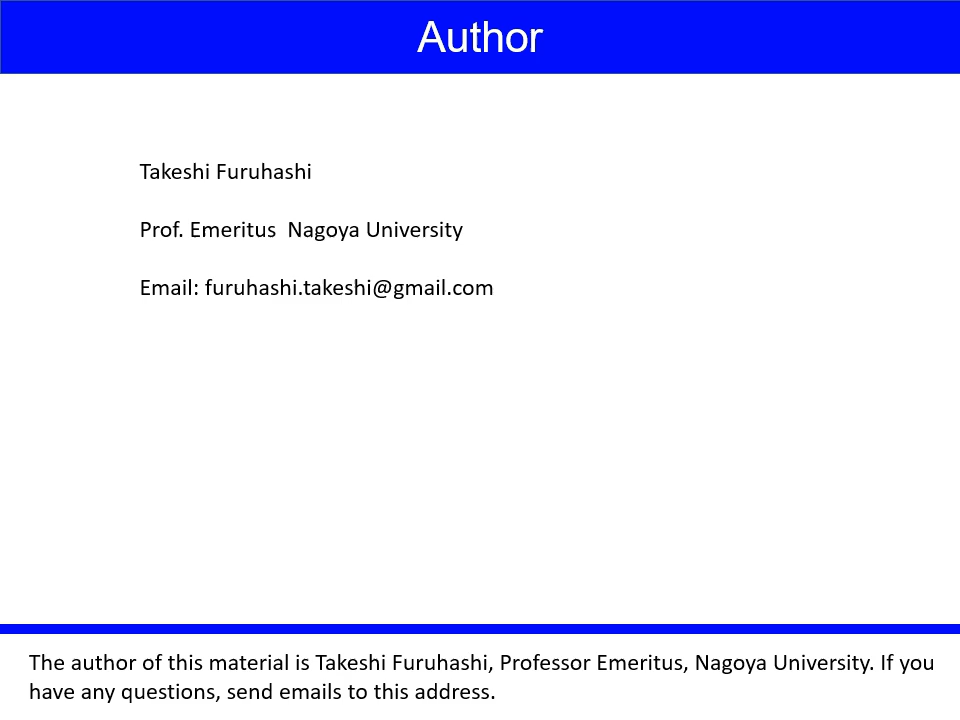 Author
Takeshi Furuhashi
Prof. Emeritus  Nagoya University
Email: furuhashi.takeshi@gmail.com
The author of this material is Takeshi Furuhashi, Professor Emeritus, Nagoya University. If you
have any questions, send emails to this address.